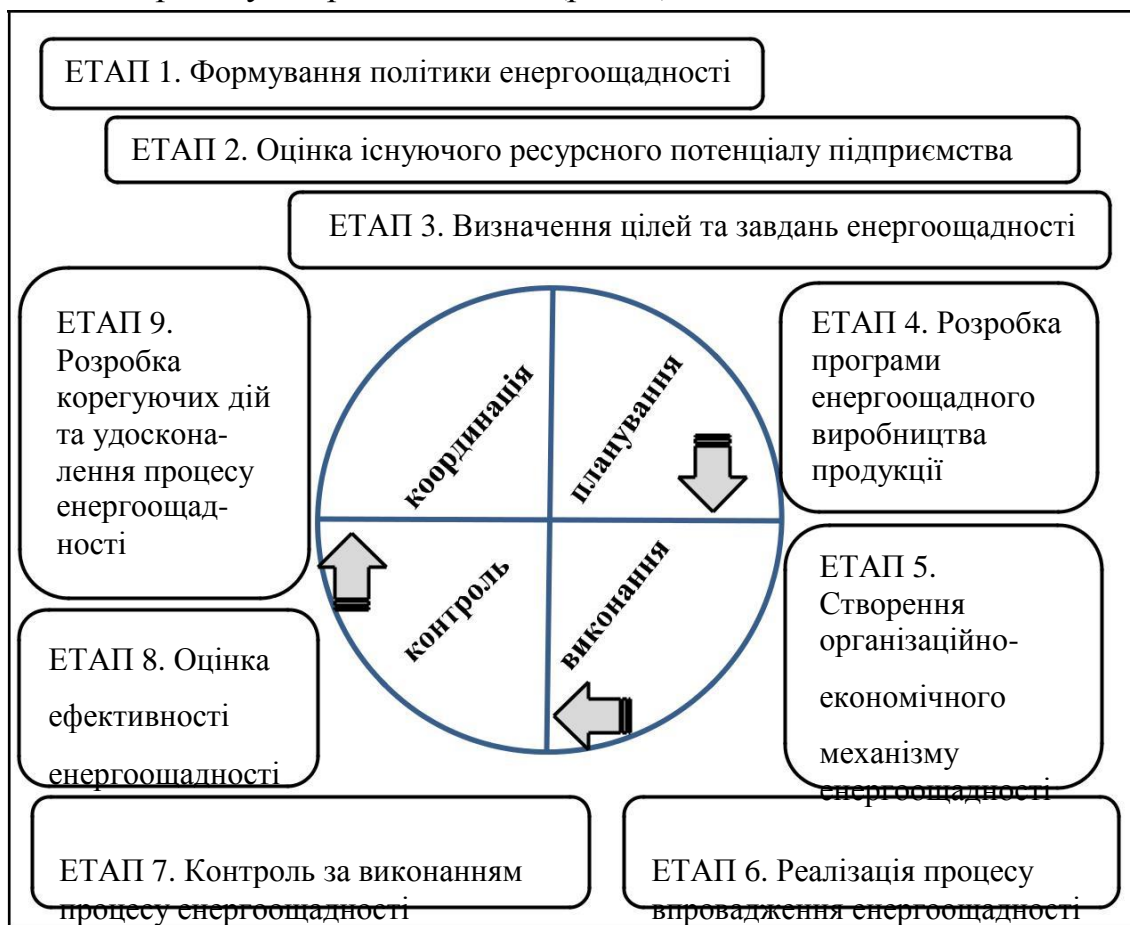 ЕТАП 1. Формування політики енергоощадності
ЕТАП 2. Оцінка існуючого ресурсного потенціалу підприємства
ЕТАП 3. Визначення цілей та завдань енергоощадності
ЕТАП 9.
Розробка
корегуючих дій
та удоскона-
лення процесу
енергоощад-
ності
координація
планування
ЕТАП 4. Розробка
програми
енергоощадного
виробництва
продукції
контроль
виконання
ЕТАП 5.
Створення
організаційно-
економічного
механізму
енергоощадності
ЕТАП 8. Оцінка
ефективності
енергоощадності
ЕТАП 7. Контроль за виконанням
процесу енергоощадності
ЕТАП 6. Реалізація процесу
впровадження енергоощадності